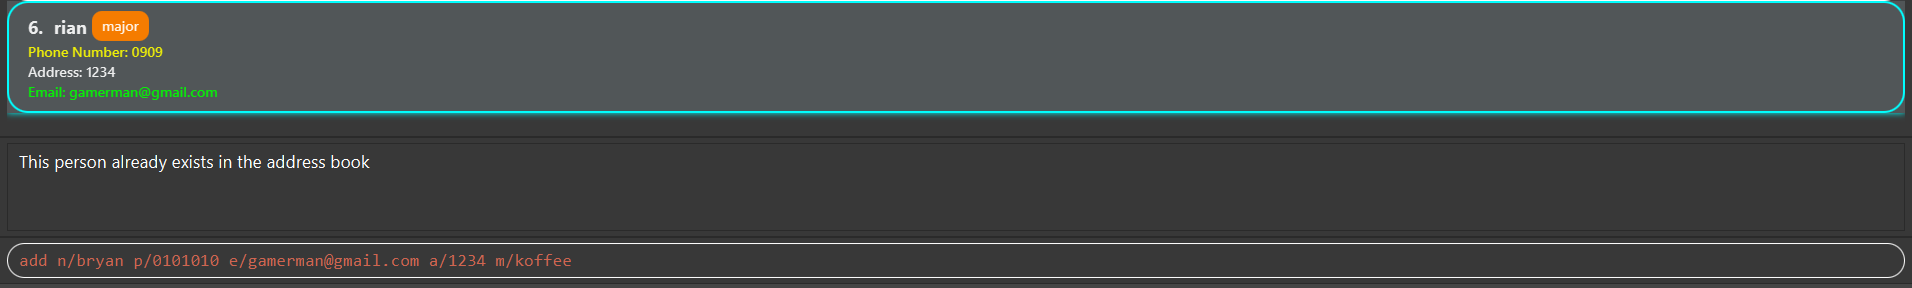 6. rian major
Phone Number: 0909
Address: 1234
Email: gamerman@gmail.com
This person already exists in the address book
add n/bryan p/0101010 e/gamerman@gmail.com a/1234 m/koffee